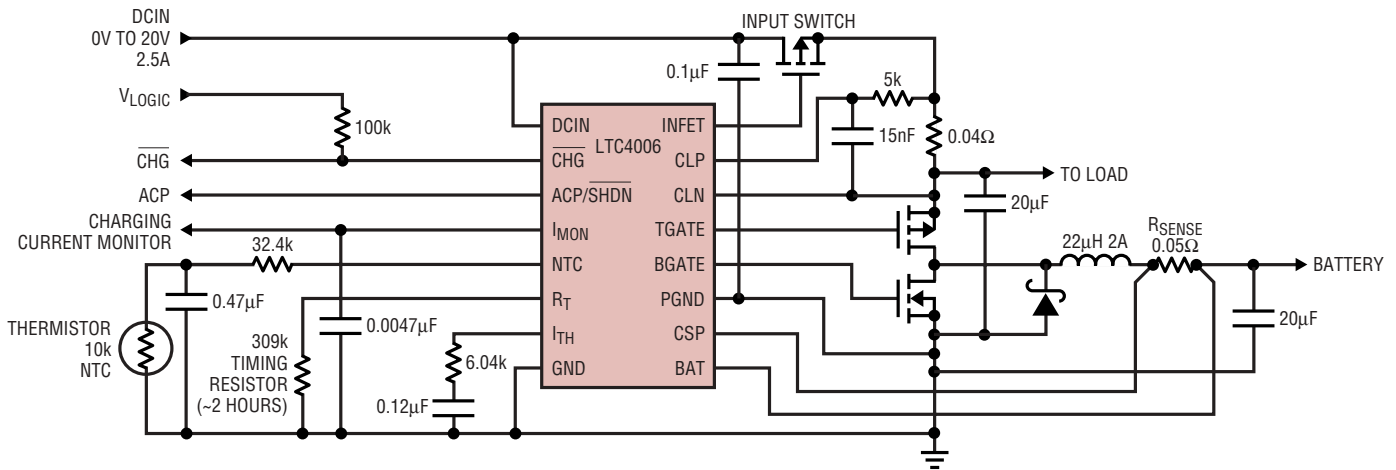 DCIN
0V TO 20V
2.5A
INPUT SWITCH
0.1µF
5k
VLOGIC
100k
15nF
0.04Ω
DCIN
INFET
LTC4006
CHG
CHG
CLP
TO LOAD
ACP
ACP/SHDN
CLN
20µF
CHARGING
CURRENT MONITOR
IMON
TGATE
22µH 2A
RSENSE
0.05Ω
32.4k
NTC
BGATE
BATTERY
0.47µF
RT
PGND
THERMISTOR
10k
NTC
309k
TIMING
RESISTOR
(~2 HOURS)
0.0047µF
ITH
CSP
20µF
6.04k
GND
BAT
0.12µF